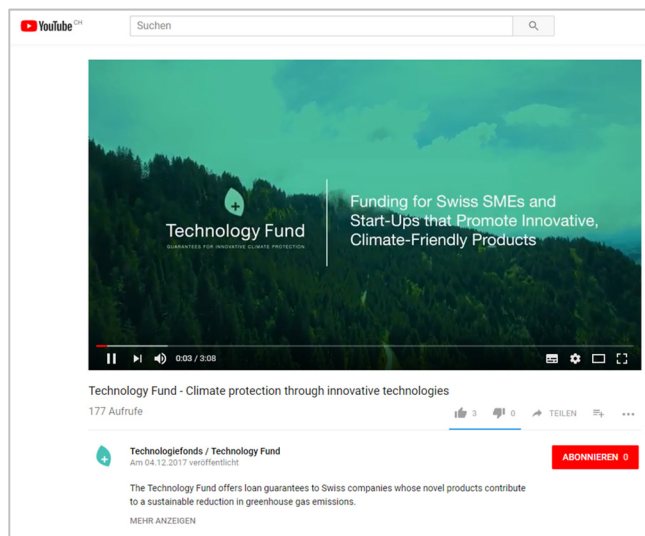 YouTube CH
Suchen
Technology Fund
GUARANTEES FOR INNOVATIVE CLIMATE PROTECTION
Funding for Swiss SMEs and
Start-Ups that Promote Innovative,
Climate-Friendly Products
0:03 / 3:08
Technology Fund - Climate protection through innovative technologies
177 Aufrufe
3
0
TEILEN
Technologiefonds / Technology Fund
Am 04.12.2017 veröffentlicht
ABONNIEREN 0
The Technology Fund offers loan guarantees to Swiss companies whose novel products contribute
to a sustainable reduction in greenhouse gas emissions.
MEHR ANZEIGEN